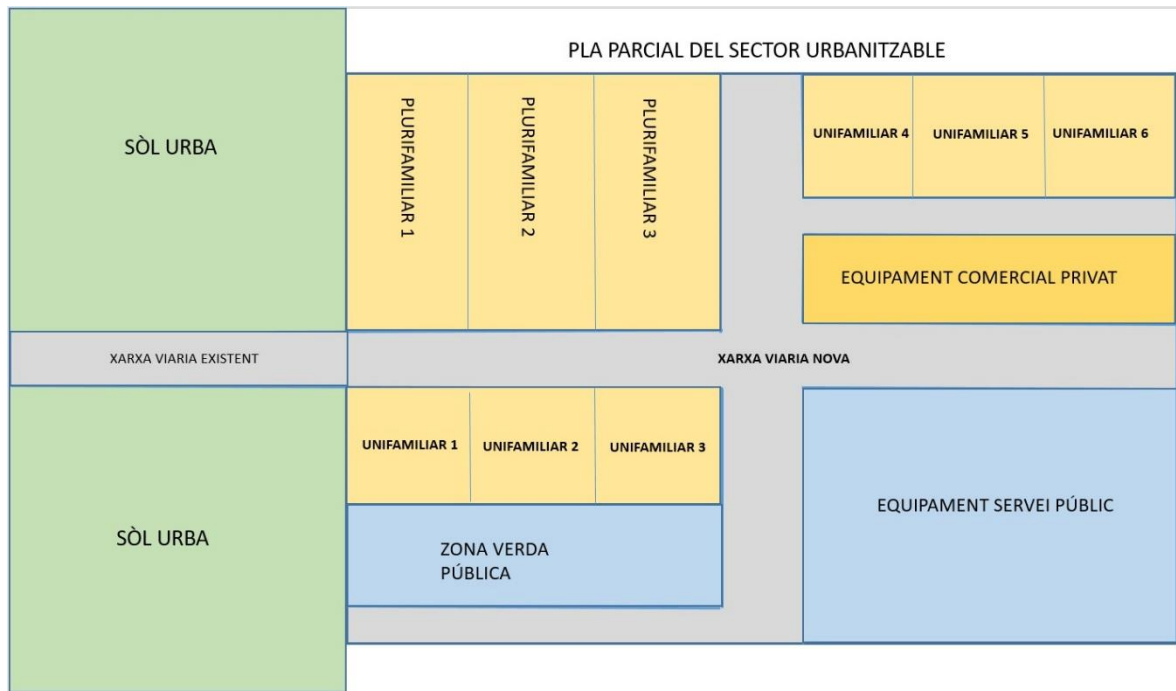 PLA PARCIAL DEL SECTOR URBANITZABLE
SÒL URBA
PLURIFAMILIAR 1
PLURIFAMILIAR 2
PLURIFAMILIAR 3
UNIFAMILIAR 4
UNIFAMILIAR 5
UNIFAMILIAR 6
EQUIPAMENT COMERCIAL PRIVAT
XARXA VIARIA EXISTENT
XARXA VIARIA NOVA
SÒL URBA
UNIFAMILIAR 1
UNIFAMILIAR 2
UNIFAMILIAR 3
ZONA VERDA
PÚBLICA
EQUIPAMENT SERVEI PÚBLIC